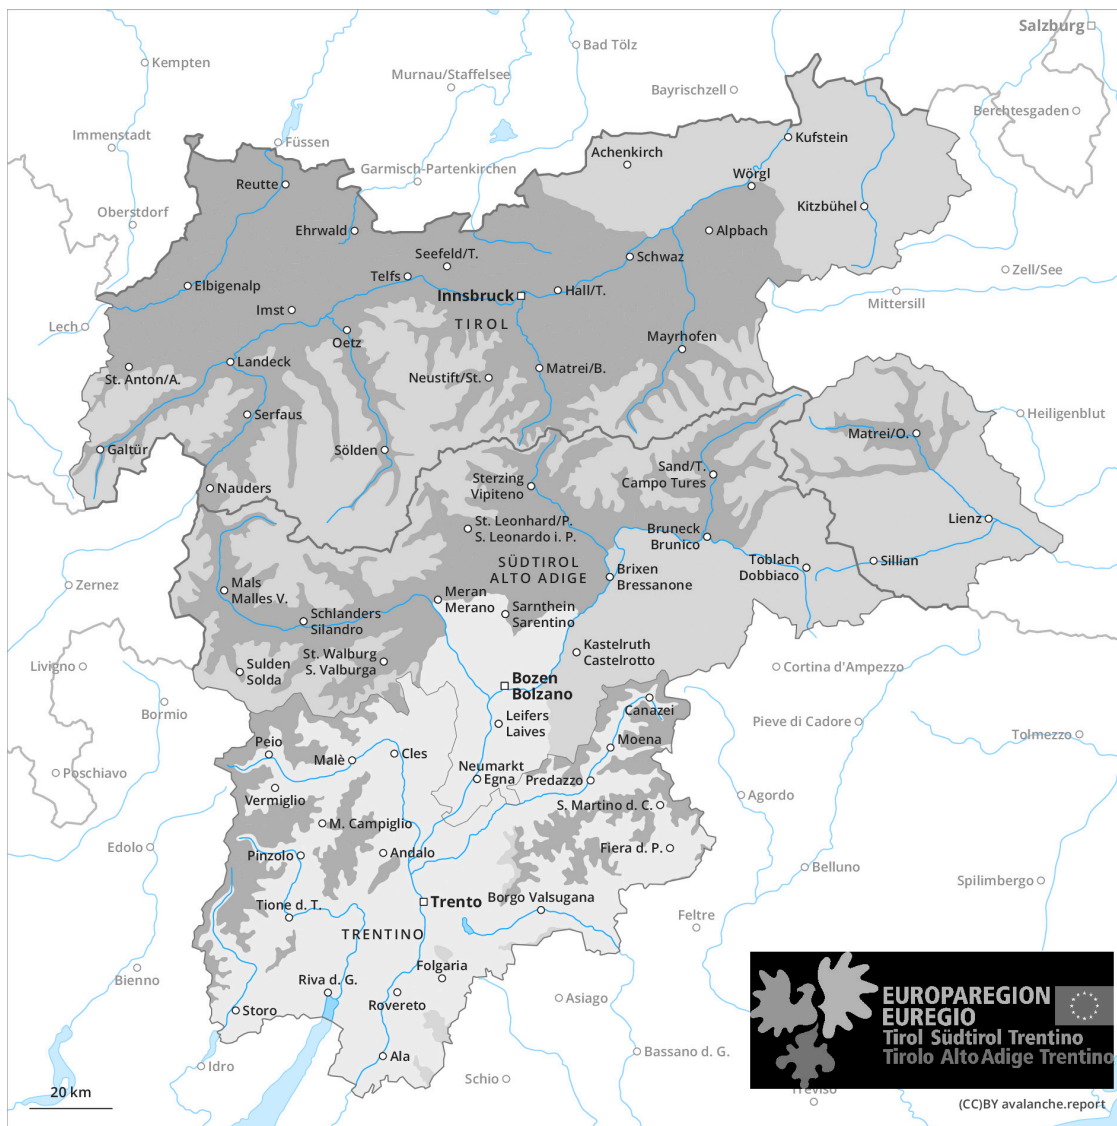 Salzburg
Bad Tölz
Kempten
Murnau/Staffelsee
Bayrischzell
Berchtesgaden
Immenstadt
Füssen
Kufstein
Achenkirch
Garmisch-Partenkirchen
Wörgl
Reutte
Kitzbühel
Oberstdorf
Ehrwald
Alpbach
Seefeld/T.
Schwaz
Zell/See
Telfs
Elbigenalp
Innsbruck
Hall/T.
Mittersill
Imst
TIROL
Lech
Oetz
Mayrhofen
Landeck
St. Anton/A.
Neustift/St.
Matrei/B.
Serfaus
Heiligenblut
Matrei/O.
Galtür
Sölden
Sand/T.
Campo Tures
Sterzing
Vipiteno
Nauders
Lienz
St. Leonhard/P.
S. Leonardo i. P.
Bruneck
Brunico
SÜDTIROL
ALTO ADIGE
Toblach
Dobbiaco
Sillian
Brixen
Bressanone
Zernez
Mals
Malles V.
Meran
Merano
Sarnthein
Sarentino
Schlanders
Silandro
Kastelruth
Castelrotto
St. Walburg
S. Valburga
Livigno
Sulden
Solda
Cortina d'Ampezzo
Bozen
Bolzano
Canazei
Bormio
Leifers
Laives
Pieve di Cadore
Tolmezzo
Moena
Peio
Malè
Cles
Poschiavo
Neumarkt
Egna
Predazzo
Vermiglio
Agordo
S. Martino d. C.
M. Campiglio
Edolo
Pinzolo
Andalo
Fiera d. P.
Belluno
Spilimbergo
Tione d. T.
Trento
Borgo Valsugana
Feltre
TRENTINO
Bienno
Folgaria
Riva d. G.
Rovereto
Asiago
Storo
EUROPAREGION
EUREGIO
Tirol Südtirol Trentino
Tirolo Alto Adige Trentino
Ala
Idro
Bassano d. G.
Schio
Treviso
20 km
(CC)BY avalanche.report